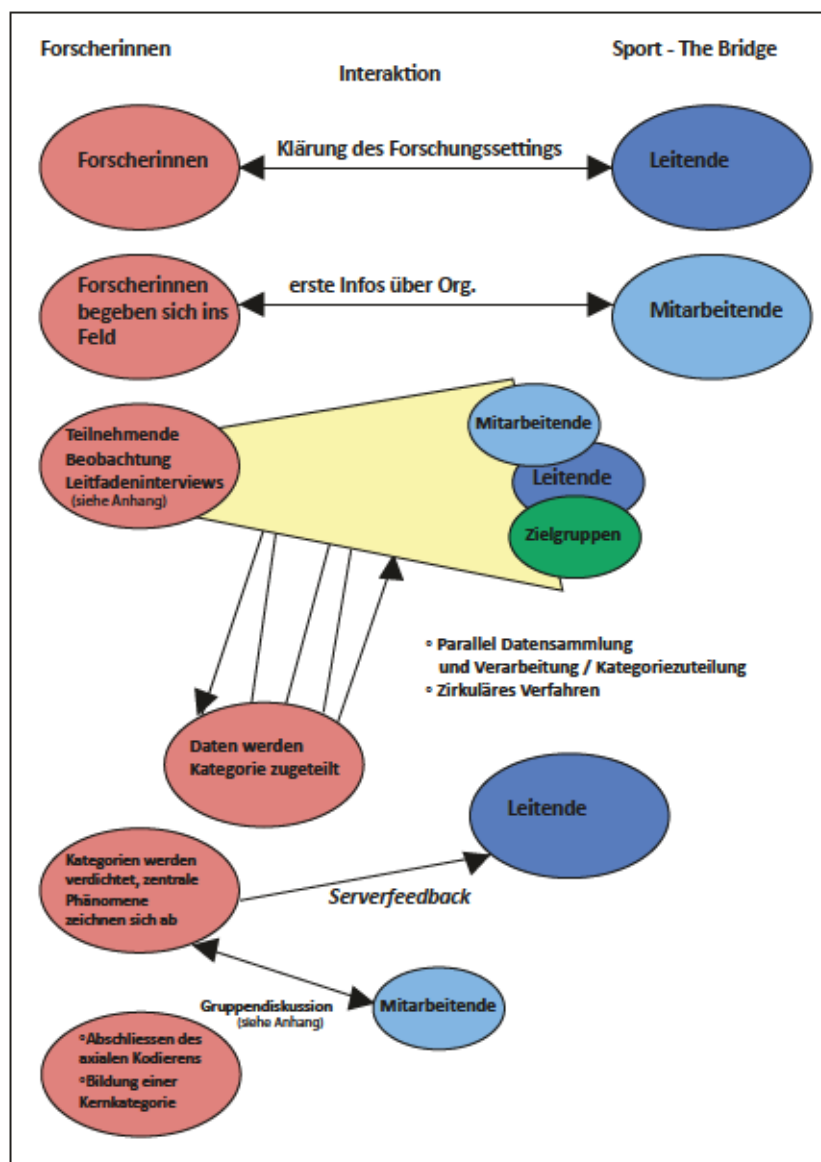 Forscherinnen
Interaktion
Sport - The Bridge
Forscherinnen
Klärung des Forschungssettings
Leitende
Forscherinnen
begeben sich ins
Feld
erste Infos über Org.
Mitarbeitende
Teilnehmende
Beobachtung
Leitfadeninterviews
(siehe Anhang)
Mitarbeitende
Leitende
Zielgruppen
◦ Parallel Datensammlung
und Verarbeitung / Kategoriezuteilung
◦ Zirkuläres Verfahren
Daten werden
Kategorie zugeteilt
Leitende
Kategorien werden
verdichtet, zentrale
Phänomene
zeichnen sich ab
Serverfeedback
Gruppendiskussion
(siehe Anhang)
Mitarbeitende
◦Abschliessen des
axialen Kodierens
◦Bildung einer
Kernkategorie